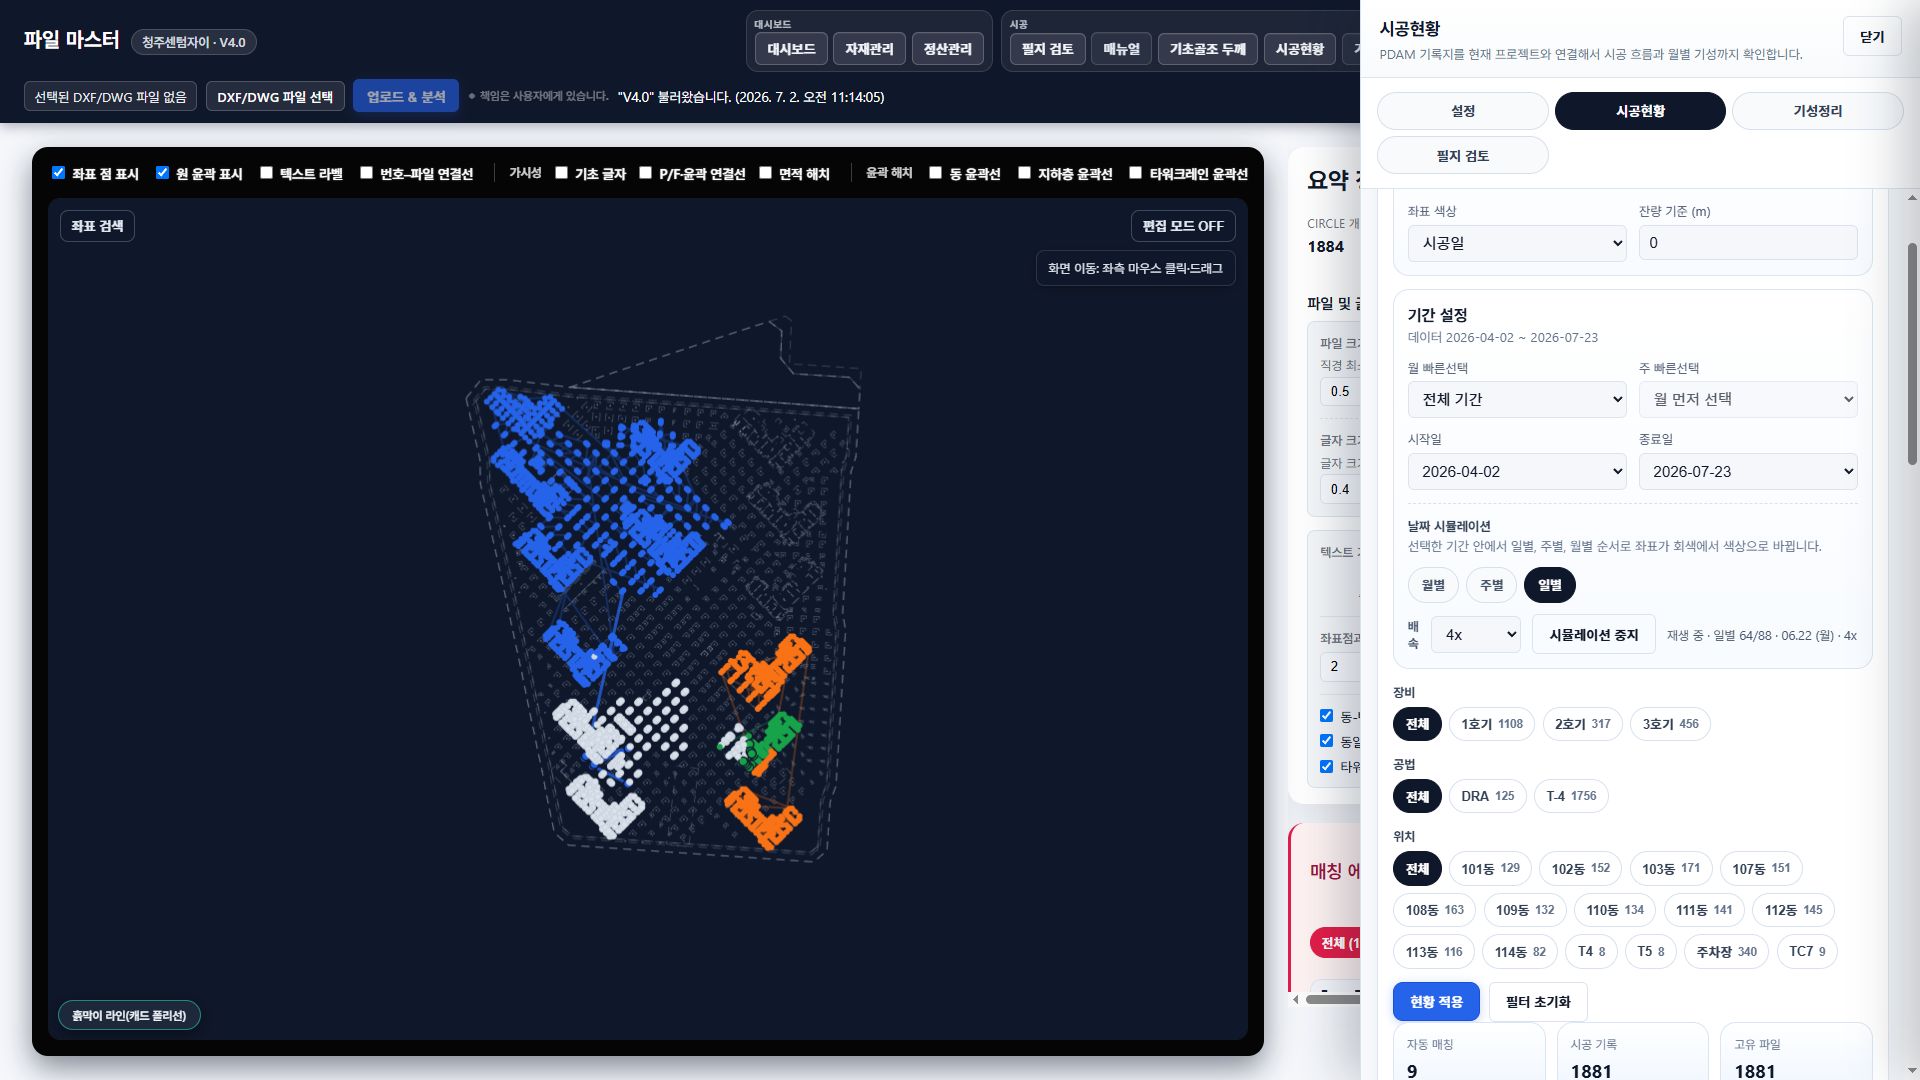 파일 마스터
청주센텀자이 · V4.0
대시보드
대시보드
자재관리
정산관리
시공
필지 검토
매뉴얼
기초골조 두께
시공현황
선택된 DXF/DWG 파일 없음
DXF/DWG 파일 선택
업로드 & 분석
● 책임은 사용자에게 있습니다.
"V4.0" 불러왔습니다. (2026. 7. 2. 오전 11:14:05)
좌표 점 표시
원 윤곽 표시
텍스트 라벨
번호–파일 연결선
가시성
기초 글자
P/F-윤곽 연결선
면적 해치
윤곽 해치
동 윤곽선
지하층 윤곽선
타워크레인 윤곽선
좌표 검색
편집 모드 OFF
화면 이동: 좌측 마우스 클릭·드래그
흙막이 라인(캐드 폴리선)
요약
CIRCLE 개
1884
파일 및
파일 크
직경 최
0.5
글자 크
글자 크
0.4
텍스트
좌표점
2
동-
동일
타워
매칭 에
전체 (1
시공현황
PDAM 기록지를 현재 프로젝트와 연결해서 시공 흐름과 월별 기성까지 확인합니다.
닫기
설정
시공현황
기성정리
필지 검토
좌표 색상
잔량 기준 (m)
시공일
0
기간 설정
데이터 2026-04-02 ~ 2026-07-23
월 빠른선택
주 빠른선택
전체 기간
월 먼저 선택
시작일
종료일
2026-04-02
2026-07-23
날짜 시뮬레이션
선택한 기간 안에서 일별, 주별, 월별 순서로 좌표가 회색에서 색상으로 바뀝니다.
월별
주별
일별
배속
4x
시뮬레이션 중지
재생 중 · 일별 64/88 · 06.22 (월) · 4x
장비
전체
1호기 1108
2호기 317
3호기 456
공법
전체
DRA 125
T-4 1756
위치
전체
101동 129
102동 152
103동 171
107동 151
108동 163
109동 132
110동 134
111동 141
112동 145
113동 116
114동 82
T4 8
T5 8
주차장 340
TC7 9
현황 적용
필터 초기화
자동 매칭
9
시공 기록
1881
고유 파일
1881